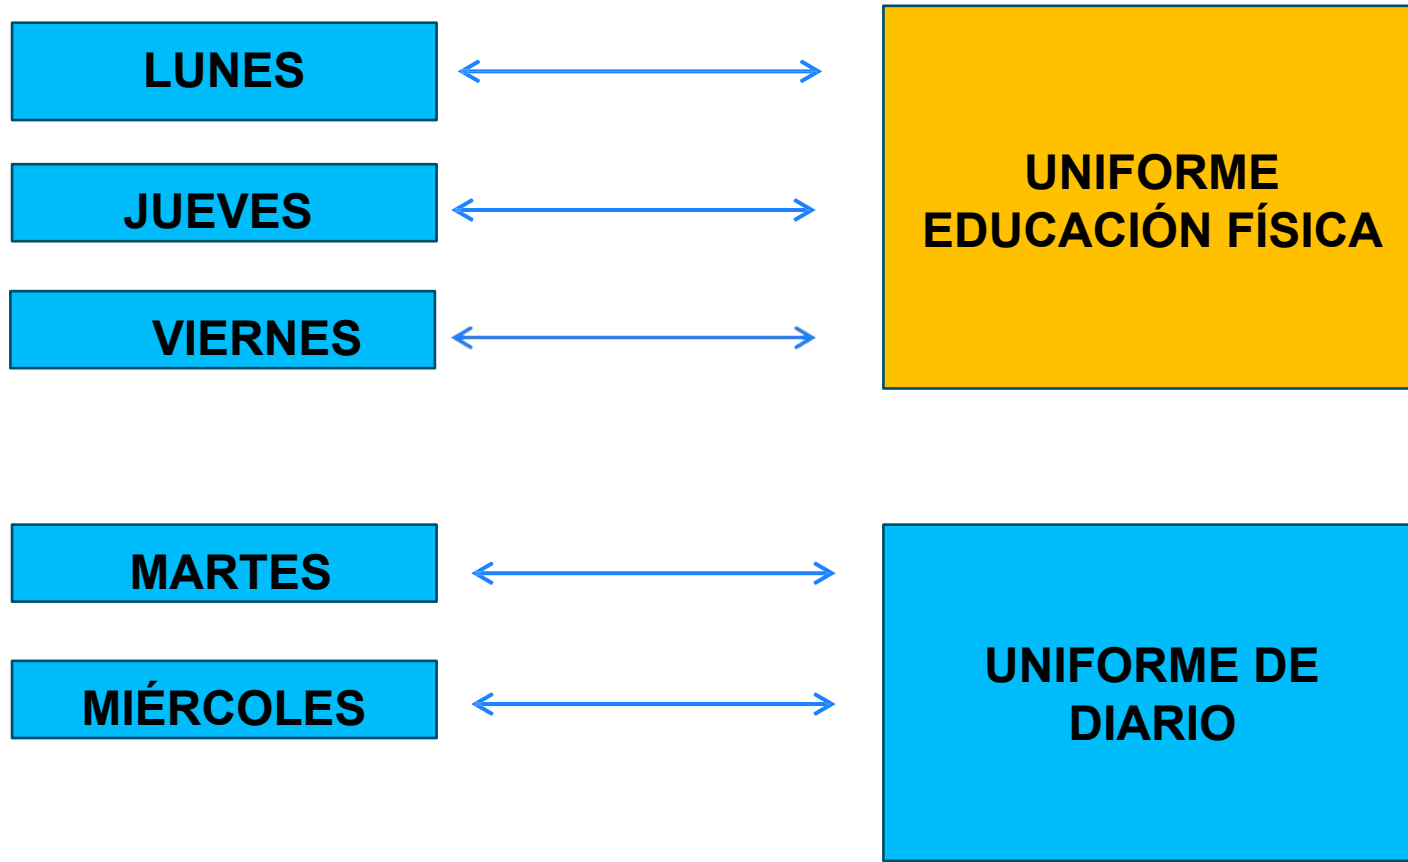 LUNES
JUEVES
VIERNES
UNIFORME
EDUCACIÓN FÍSICA
MARTES
MIÉRCOLES
UNIFORME DE
DIARIO